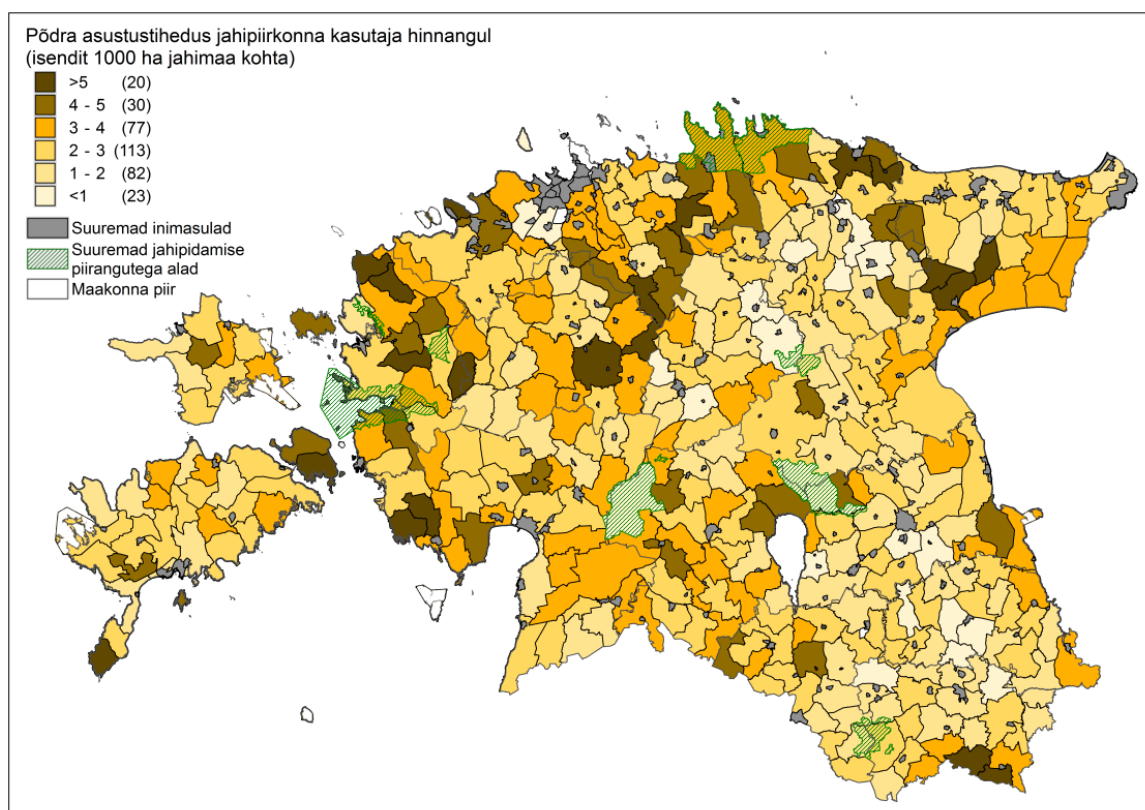 Põdra asustustihedus jahipiirkonna kasutaja hinnangul
(isendit 1000 ha jahimaa kohta)
>5 (20)
4 - 5 (30)
3 - 4 (77)
2 - 3 (113)
1 - 2 (82)
<1 (23)
Suuremad inimasulad
Suuremad jahipidamise
piirangutega alad
Maakonna piir